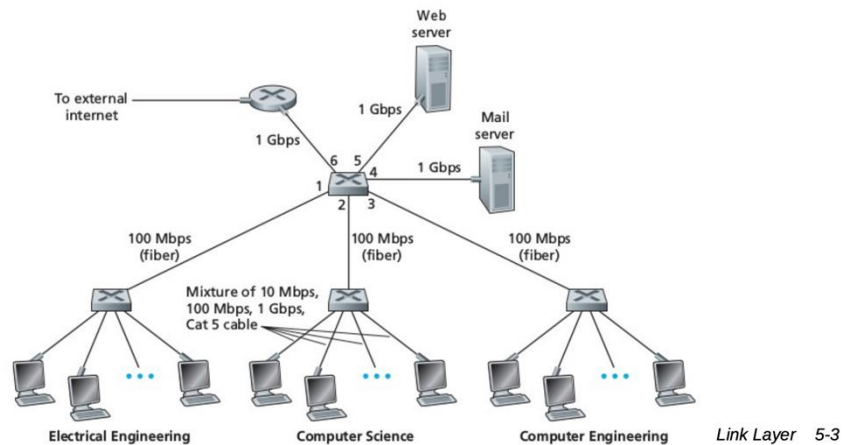 Web
server
To external
internet
1 Gbps
1 Gbps
Mail
server
1 Gbps
6
5
4
1
2
3
100 Mbps
(fiber)
100 Mbps
(fiber)
100 Mbps
(fiber)
Mixture of 10 Mbps,
100 Mbps, 1 Gbps,
Cat 5 cable
Electrical Engineering
Computer Science
Computer Engineering
Link Layer 5-3